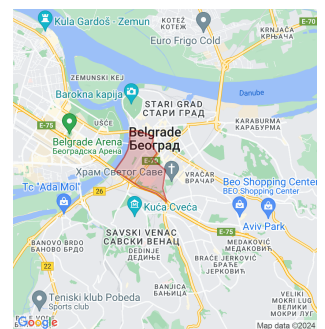 Kula Gardoš - Zemun
KOTEŽ
КОТЕЖ
Euro Frigo Cold
KRNJAČA
КРЊАЧА
ZEMUNSKI KEJ
Barokna kapija
Danube
STARI GRAD
СТАРИ ГРАД
KARABURMA
КАРАБУРМА
E-75
UŠĆE
Belgrade
Београд
Belgrade Arena
Београдска Арена
E-75
E-75
Храм Светог Саве
VRAČAR
ВРАЧАР
Tc "Ada Mol"
Beo Shopping Center
BEO Shopping Center
Kuća Cveća
Avív Park
SAVSKI VENAC
САВСКИ ВЕНАЦ
BANOVO BRDO
БАНОВО БРДО
DEDINJE
ДЕДИЊЕ
MEDAKOVIĆ
МЕДАКОВИЋ
BRAĆE JERKOVIĆ
БРАЋЕ
ЈЕРКОВИЋ
BANJICA
БАЊИЦА
Teniski klub Pobeda
Sports club
VELIKI
MOKRI LUG
ВЕЛИКИ
МОКРИ ЛУГ
Google
Map data ©2024